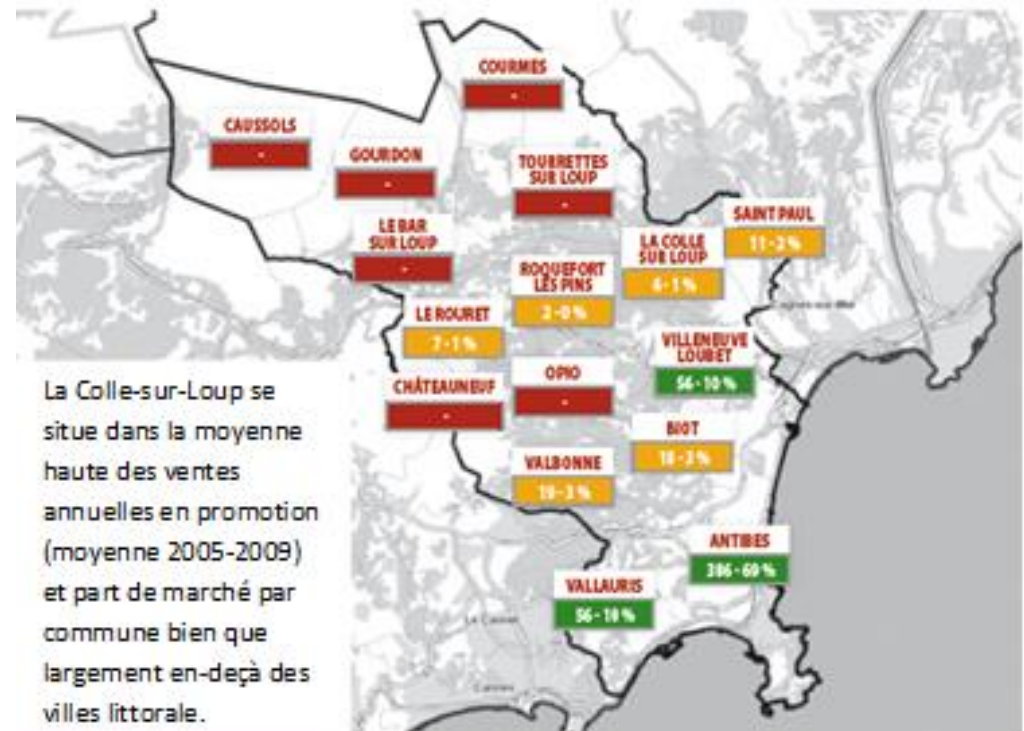 COURMES
-
CAUSSOLS
-
GOURDON
-
TOURRETTES
SUR LOUP
-
SAINT PAUL
11 - 2 %
LE BAR
SUR LOUP
-
LA COLLE
SUR LOUP
6 - 1 %
ROQUEFORT
LES PINS
2 - 0 %
LE ROURET
7 - 1 %
VILLENEUVE
LOUBET
56 - 10 %
CHÂTEAUNEUF
-
OPIO
-
BIOT
18 - 3 %
VALBONNE
19 - 3 %
ANTIBES
386 - 69 %
VALLAURIS
56 - 10 %
Le Cannet
Cannes
La Colle-sur-Loup se
situe dans la moyenne
haute des ventes
annuelles en promotion
(moyenne 2005-2009)
et part de marché par
commune bien que
largement en-deçà des
villes littorale.